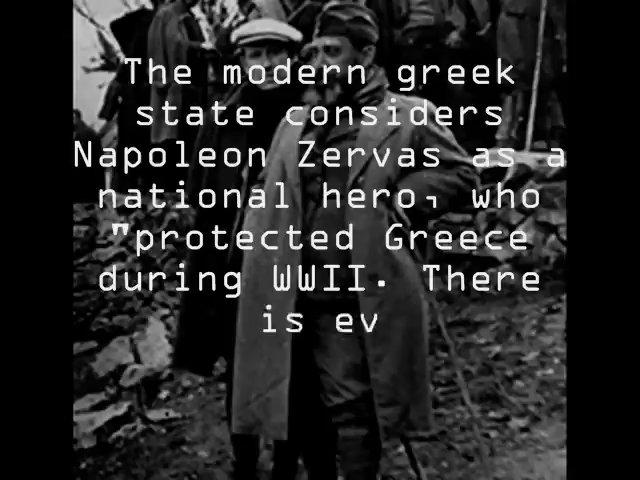 The modern greek
state considers
Napoleon Zervas as a
national hero, who
"protected Greece
during WWII. There
is ev